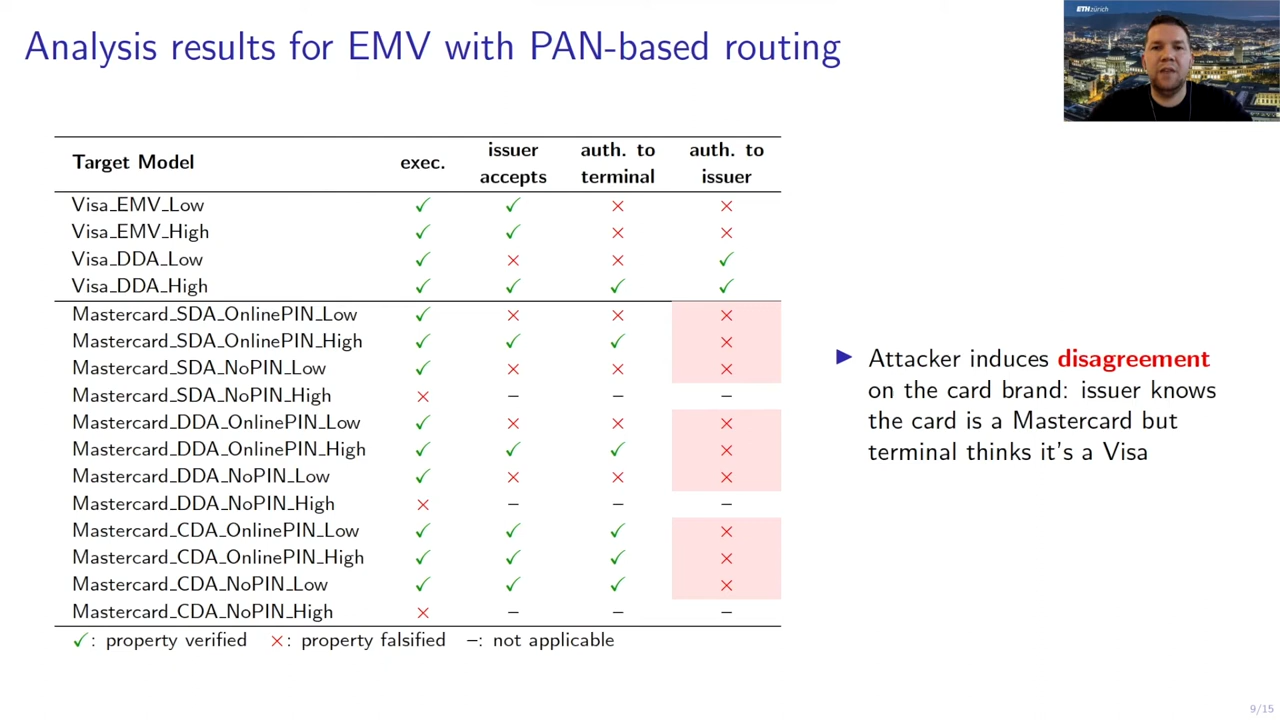 Analysis results for EMV with PAN-based routing
ETHzürich
Target Model exec. issuer accepts auth. to terminal auth. to issuer
Visa_EMV_Low ✓ ✓ × ×
Visa_EMV_High ✓ ✓ × ×
Visa_DDA_Low ✓ × × ✓
Visa_DDA_High ✓ ✓ ✓ ✓
Mastercard_SDA_OnlinePIN_Low ✓ × × ×
Mastercard_SDA_OnlinePIN_High ✓ ✓ ✓ ×
Mastercard_SDA_NoPIN_Low ✓ × × ×
Mastercard_SDA_NoPIN_High × – – –
Mastercard_DDA_OnlinePIN_Low ✓ × × ×
Mastercard_DDA_OnlinePIN_High ✓ ✓ ✓ ×
Mastercard_DDA_NoPIN_Low ✓ × × ×
Mastercard_DDA_NoPIN_High × – – –
Mastercard_CDA_OnlinePIN_Low ✓ ✓ ✓ ×
Mastercard_CDA_OnlinePIN_High ✓ ✓ ✓ ×
Mastercard_CDA_NoPIN_Low ✓ ✓ ✓ ×
Mastercard_CDA_NoPIN_High × – – –
✓: property verified ×: property falsified –: not applicable
Attacker induces disagreement
on the card brand: issuer knows
the card is a Mastercard but
terminal thinks it's a Visa
9/15